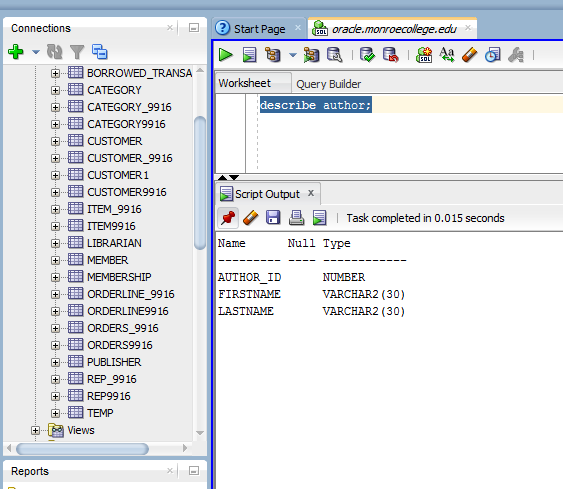 Connections
BORROWED_TRANSA
CATEGORY
CATEGORY_9916
CATEGORY9916
CUSTOMER
CUSTOMER_9916
CUSTOMER1
CUSTOMER9916
ITEM_9916
ITEM9916
LIBRARIAN
MEMBER
MEMBERSHIP
ORDERLINE_9916
ORDERLINE9916
ORDERS_9916
ORDERS9916
PUBLISHER
REP_9916
REP9916
TEMP
Views
Reports
Start Page
oracle.monroecollege.edu
SQL
Worksheet Query Builder
describe author;
Script Output x
Task completed in 0.015 seconds
Name Null Type
--------- ---- ------------
AUTHOR_ID NUMBER
FIRSTNAME VARCHAR2(30)
LASTNAME VARCHAR2(30)